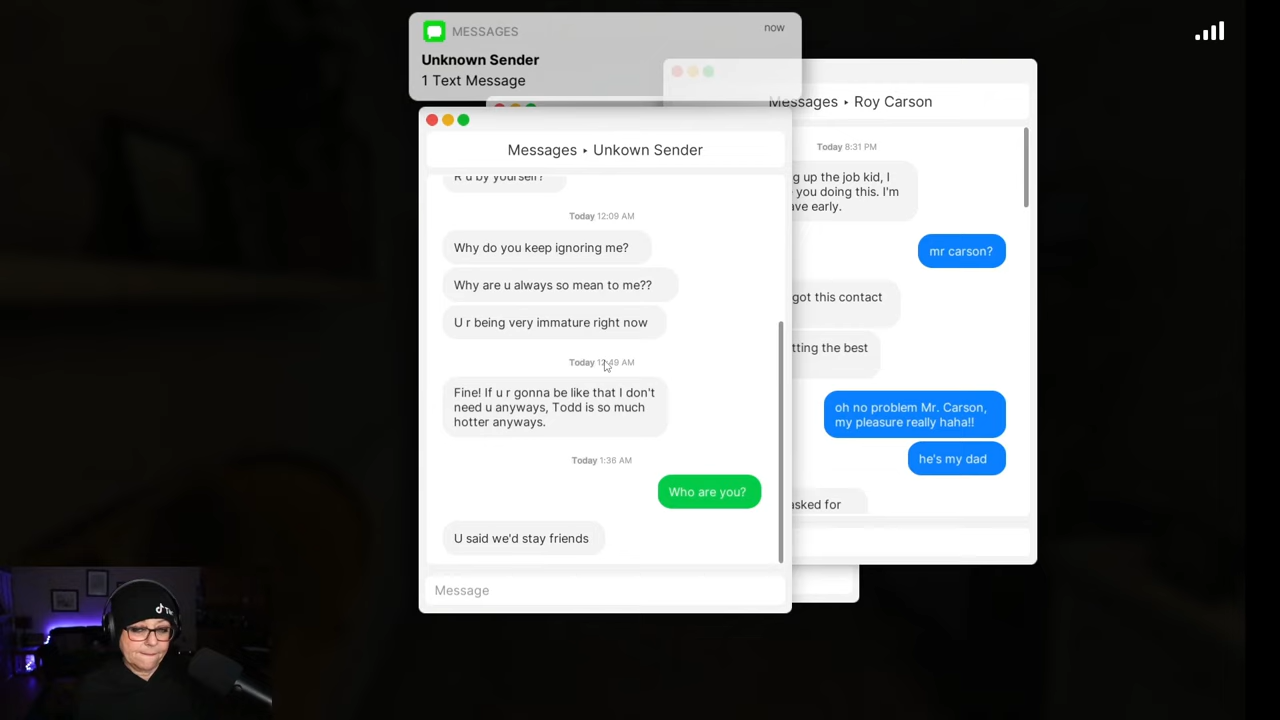 MESSAGES
now
Unknown Sender
1 Text Message
Messages ‣ Unkown Sender
R u by yourself?
Today 12:09 AM
Why do you keep ignoring me?
Why are u always so mean to me??
U r being very immature right now
Today 12:49 AM
Fine! If u r gonna be like that I don't
need u anyways, Todd is so much
hotter anyways.
Today 1:36 AM
Who are you?
U said we'd stay friends
Message
Messages ‣ Roy Carson
Today 8:31 PM
g up the job kid, I
you doing this. I'm
ave early.
mr carson?
got this contact
tting the best
oh no problem Mr. Carson,
my pleasure really haha!!
he's my dad
asked for